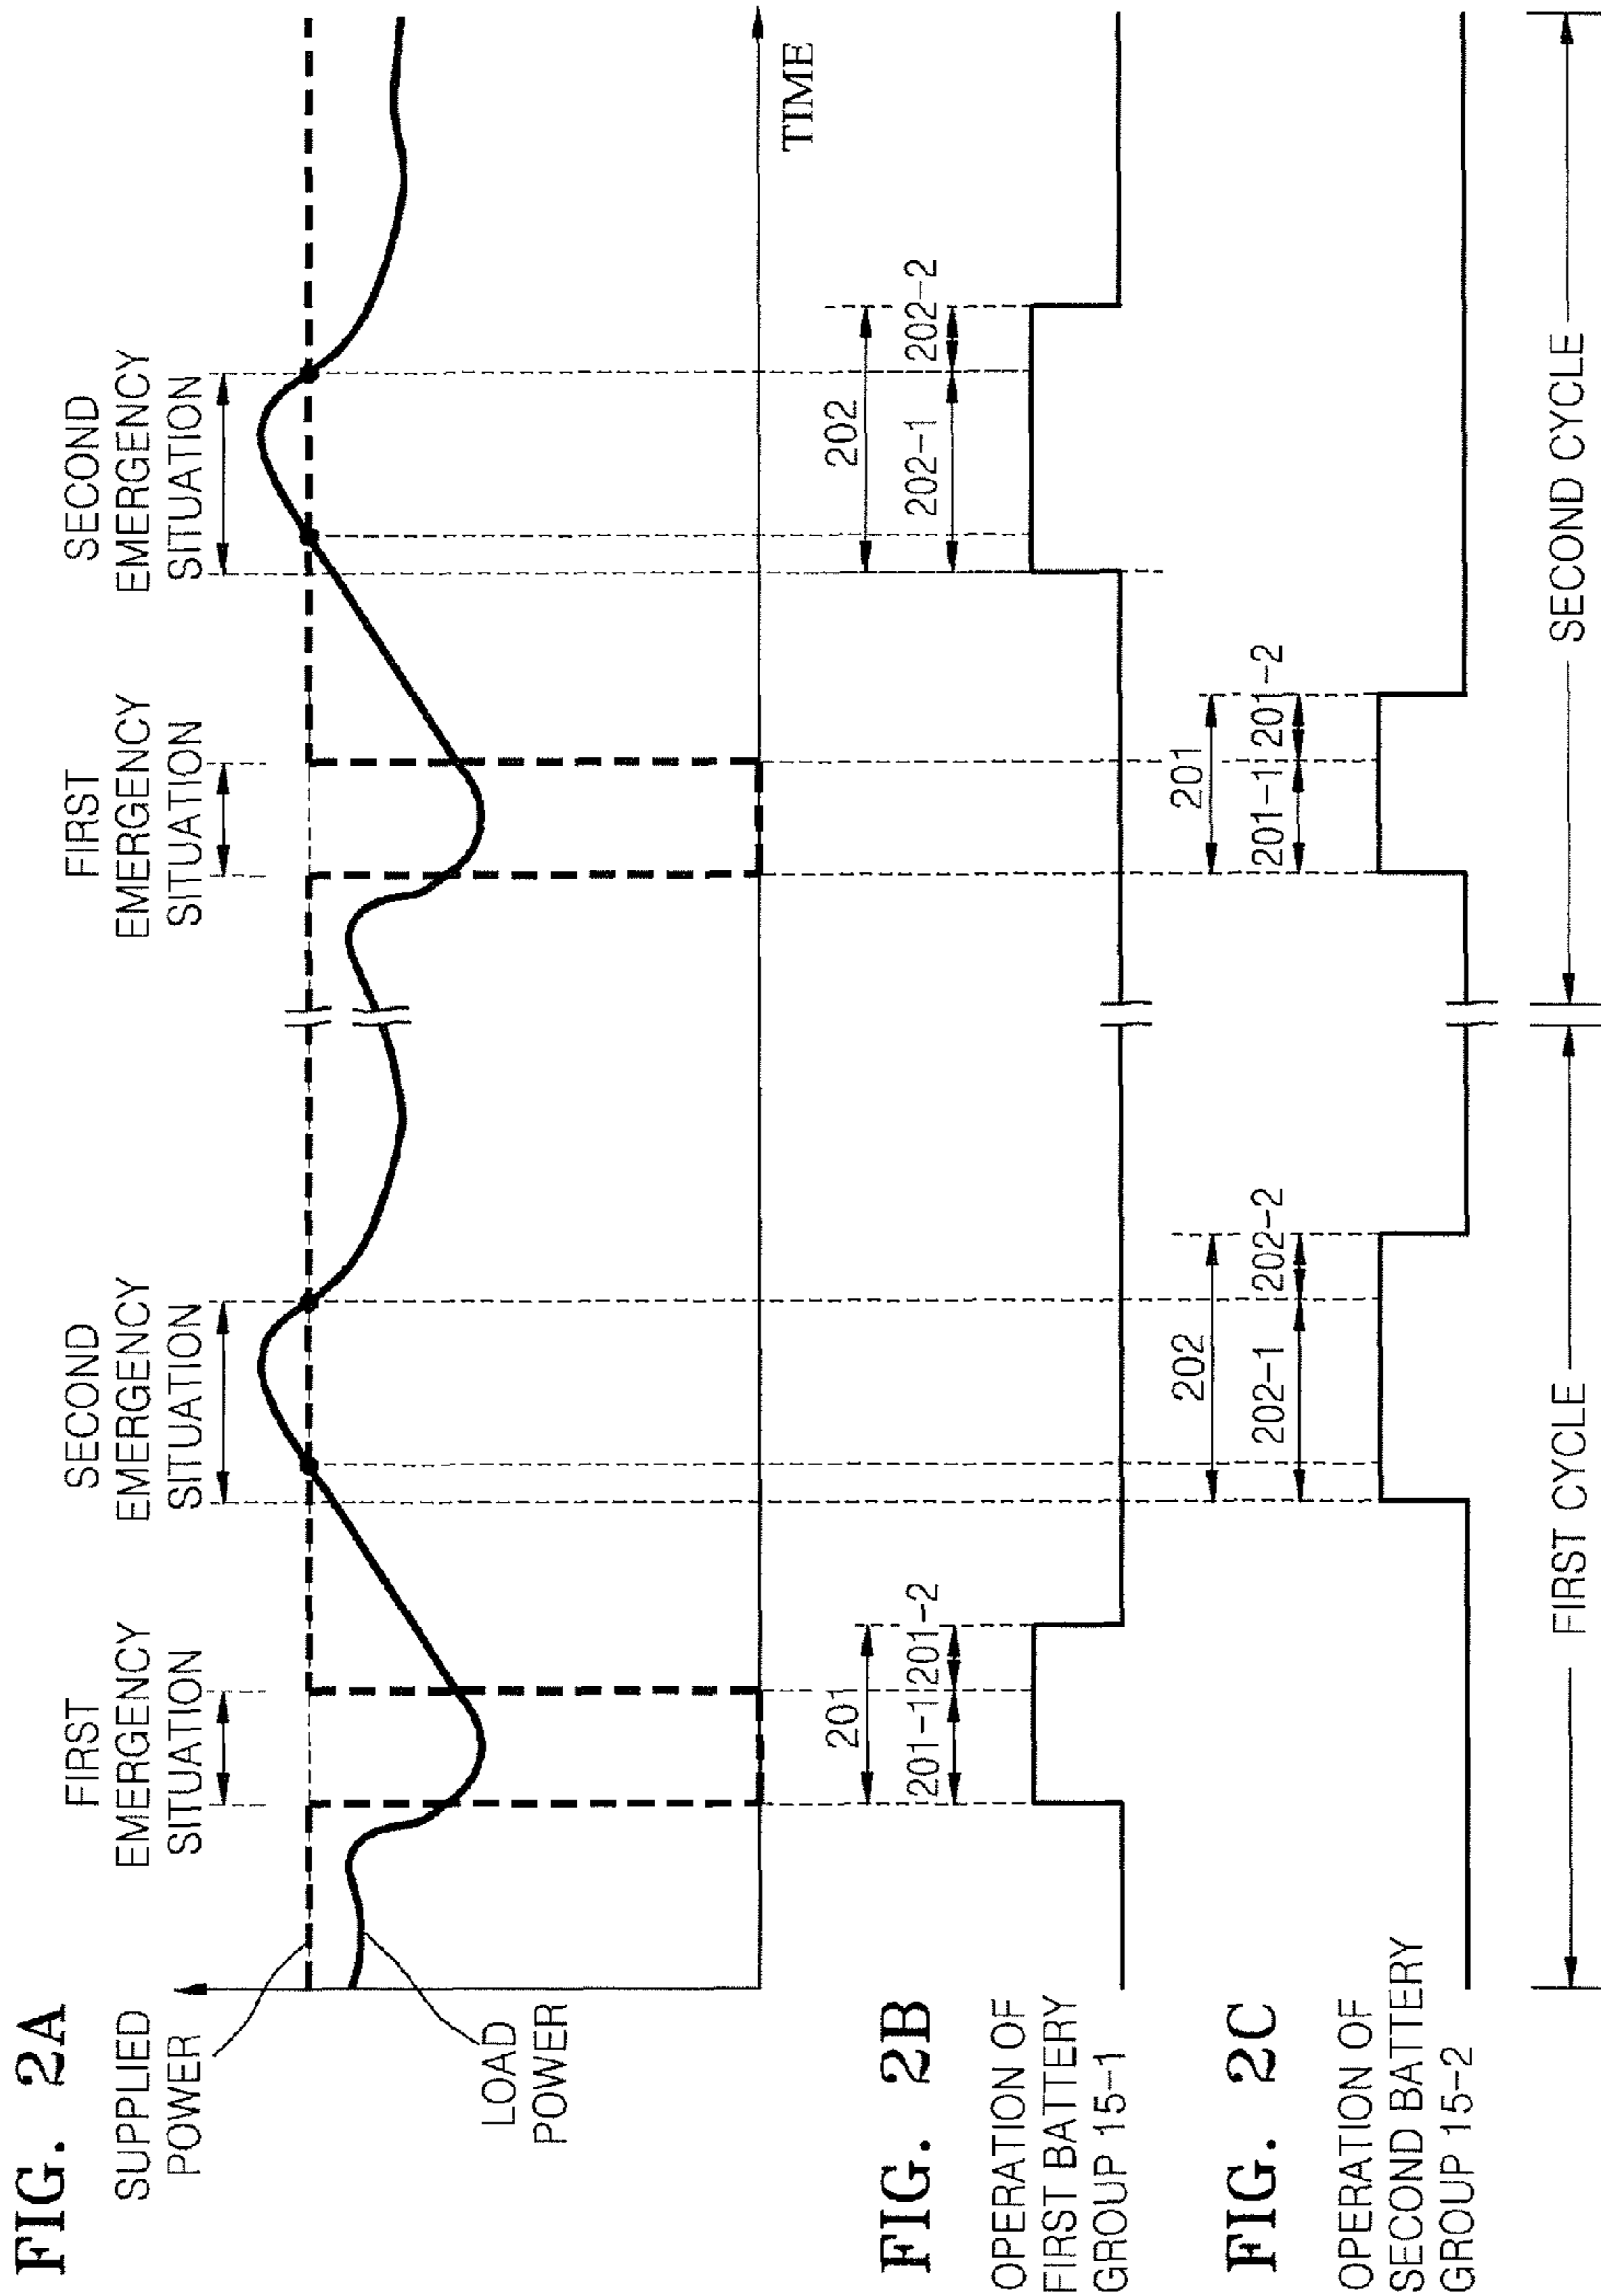 FIG. 2A
SUPPLIED
POWER
LOAD
POWER
FIRST
EMERGENCY
SITUATION
SECOND
EMERGENCY
SITUATION
FIRST
EMERGENCY
SITUATION
SECOND
EMERGENCY
SITUATION
TIME
FIG. 2B
OPERATION OF
FIRST BATTERY
GROUP 15-1
201
201-1 201-2
202
202-1 202-2
FIG. 2C
OPERATION OF
SECOND BATTERY
GROUP 15-2
202
202-1 202-2
201
201-1 201-2
FIRST CYCLE
SECOND CYCLE